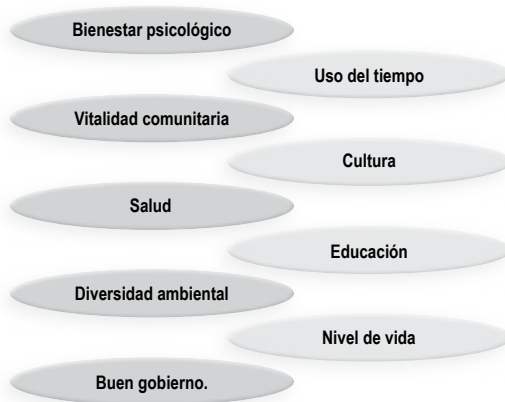 Bienestar psicológico
Uso del tiempo
Vitalidad comunitaria
Cultura
Salud
Educación
Diversidad ambiental
Nivel de vida
Buen gobierno.